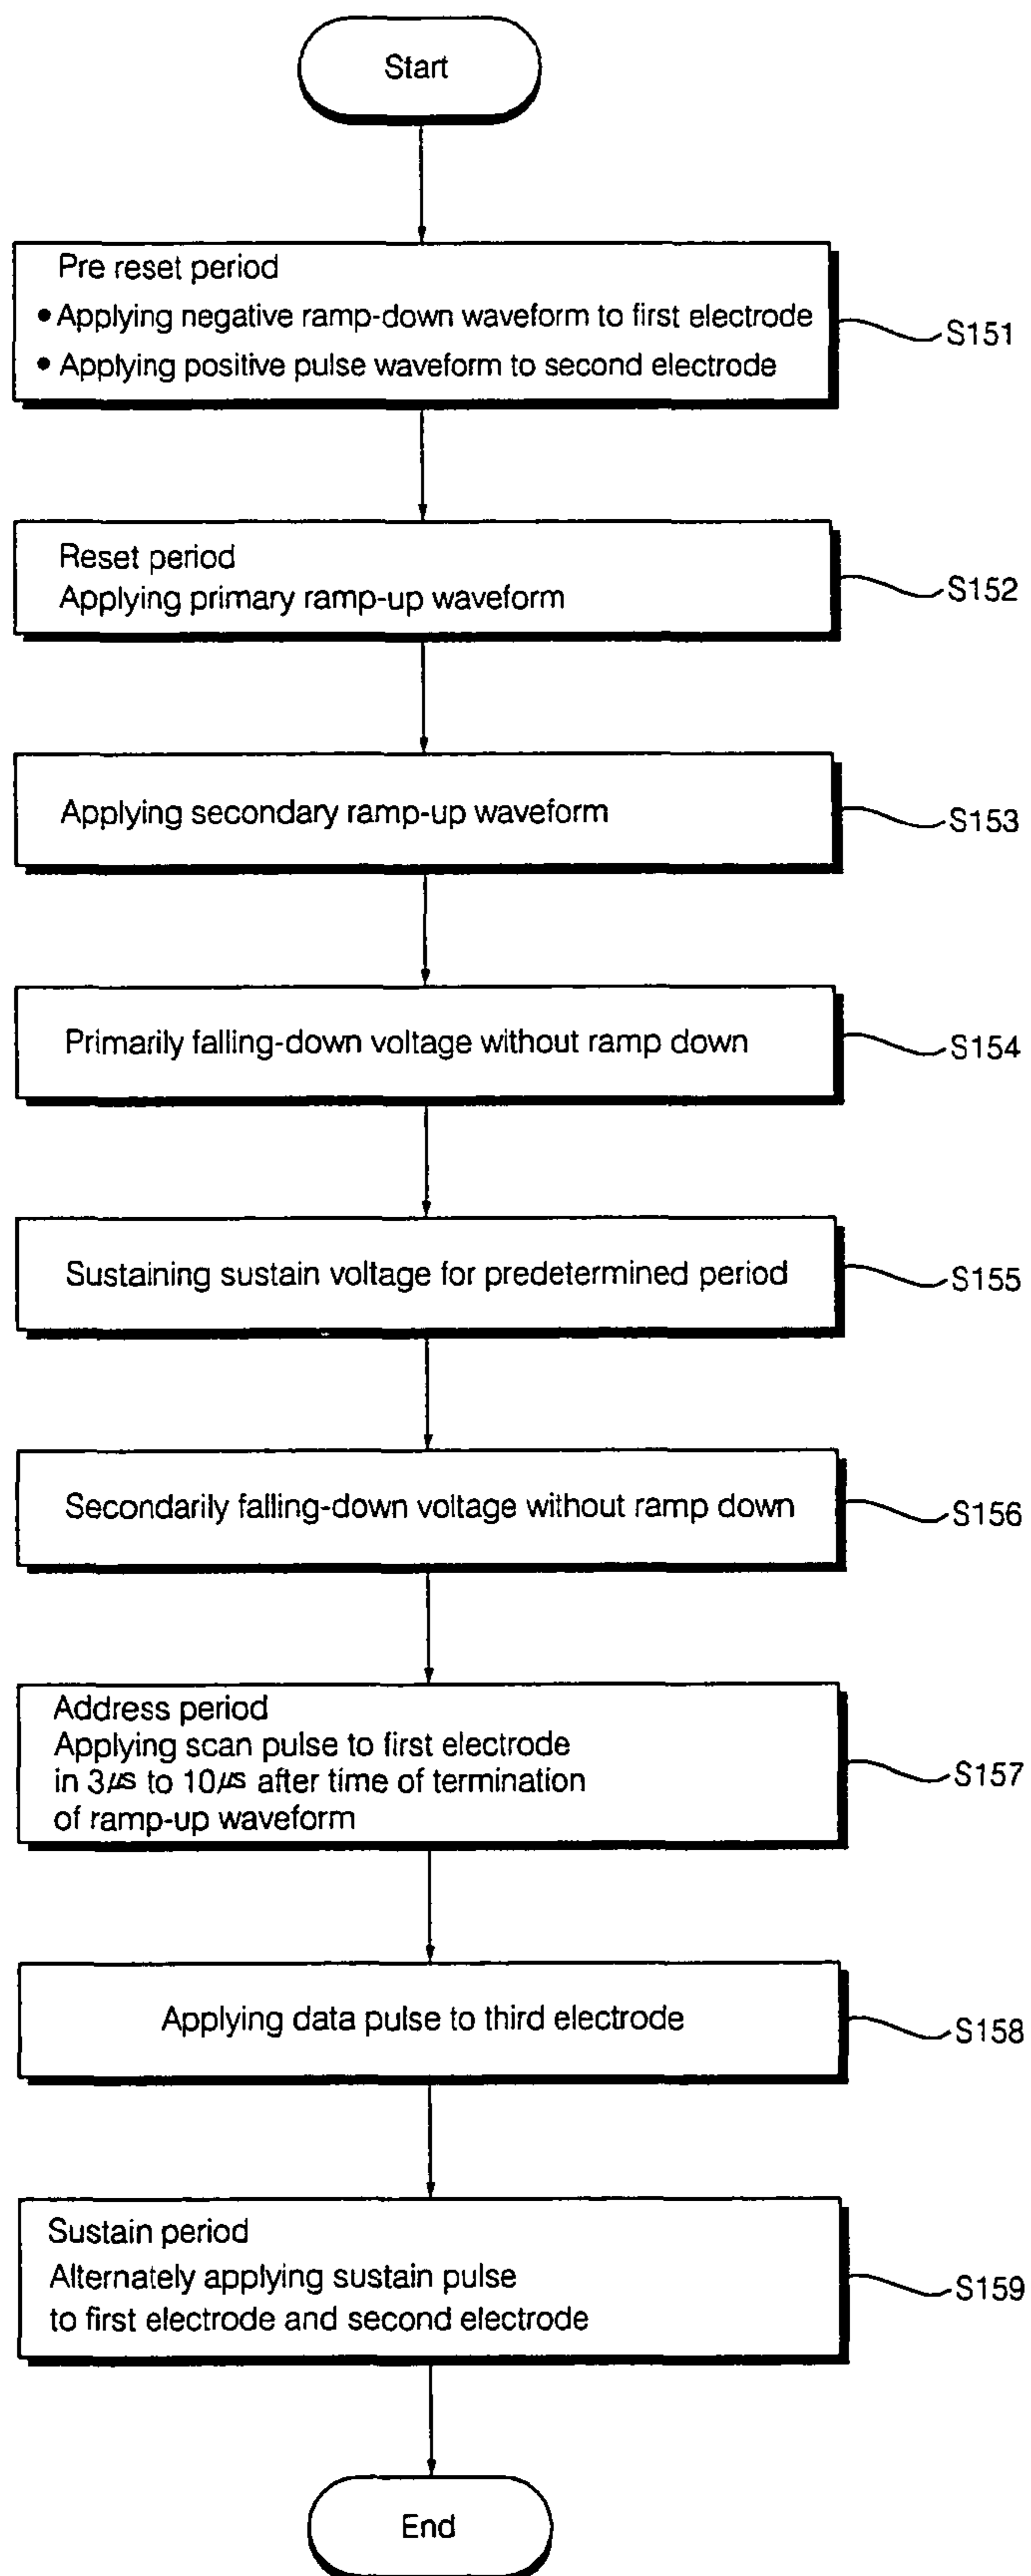 Start
Pre reset period
• Applying negative ramp-down waveform to first electrode
• Applying positive pulse waveform to second electrode
S151
Reset period
Applying primary ramp-up waveform
S152
Applying secondary ramp-up waveform
S153
Primarily falling-down voltage without ramp down
S154
Sustaining sustain voltage for predetermined period
S155
Secondarily falling-down voltage without ramp down
S156
Address period
Applying scan pulse to first electrode
in 3μs to 10μs after time of termination
of ramp-up waveform
S157
Applying data pulse to third electrode
S158
Sustain period
Alternately applying sustain pulse
to first electrode and second electrode
S159
End